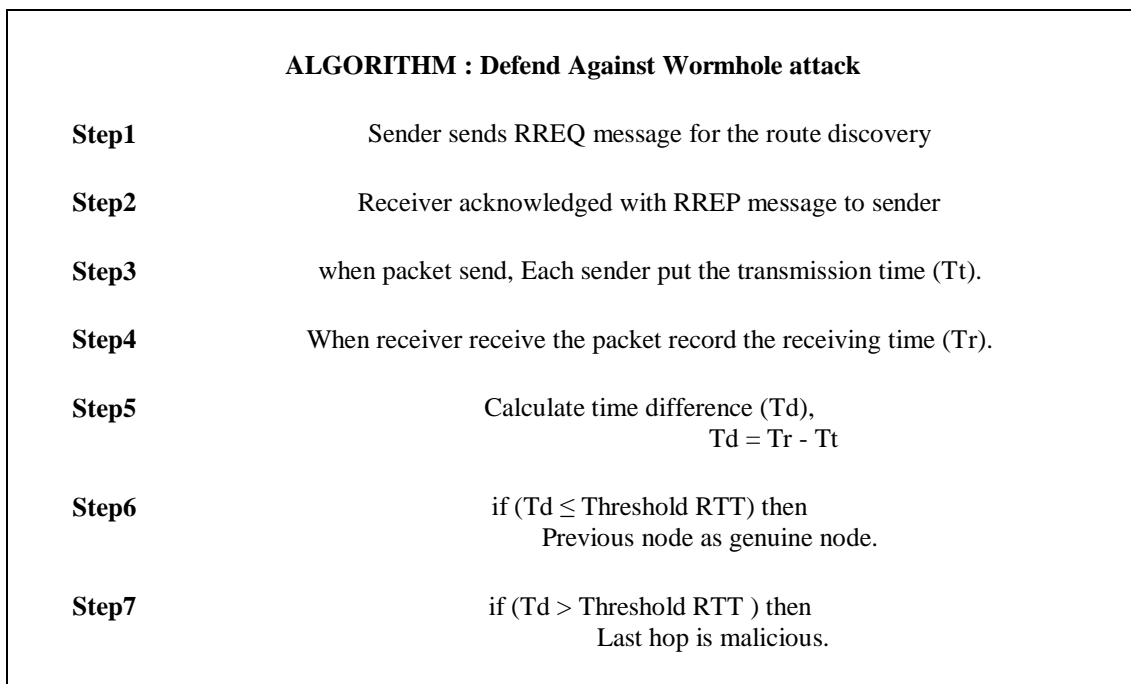 ALGORITHM : Defend Against Wormhole attack
Step1 Sender sends RREQ message for the route discovery
Step2 Receiver acknowledged with RREP message to sender
Step3 when packet send, Each sender put the transmission time (Tt).
Step4 When receiver receive the packet record the receiving time (Tr).
Step5 Calculate time difference (Td),
Td = Tr - Tt
Step6 if (Td ≤ Threshold RTT) then
Previous node as genuine node.
Step7 if (Td > Threshold RTT ) then
Last hop is malicious.